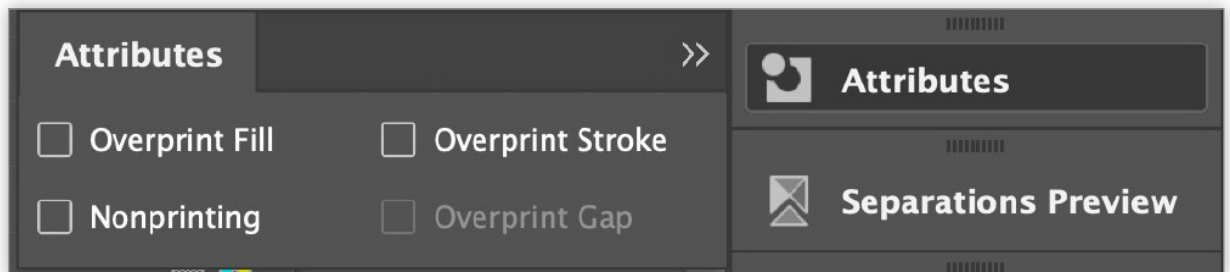 Attributes
Attributes
Overprint Fill
Overprint Stroke
Nonprinting
Overprint Gap
Separations Preview